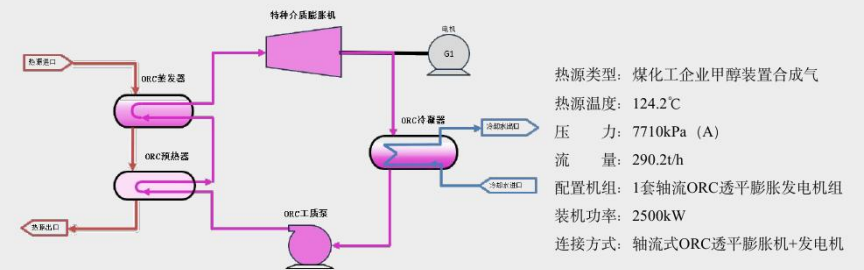 特种介质膨胀机
电机
G1
热源进口
ORC蒸发器
ORC冷凝器
冷却水出口
冷却水进口
ORC预热器
热源出口
ORC工质泵
热源类型：煤化工企业甲醇装置合成气
热源温度：124.2℃
压　　力：7710kPa（A）
流　　量：290.2t/h
配置机组：1套轴流ORC透平膨胀发电机组
装机功率：2500kW
连接方式：轴流式ORC透平膨胀机+发电机